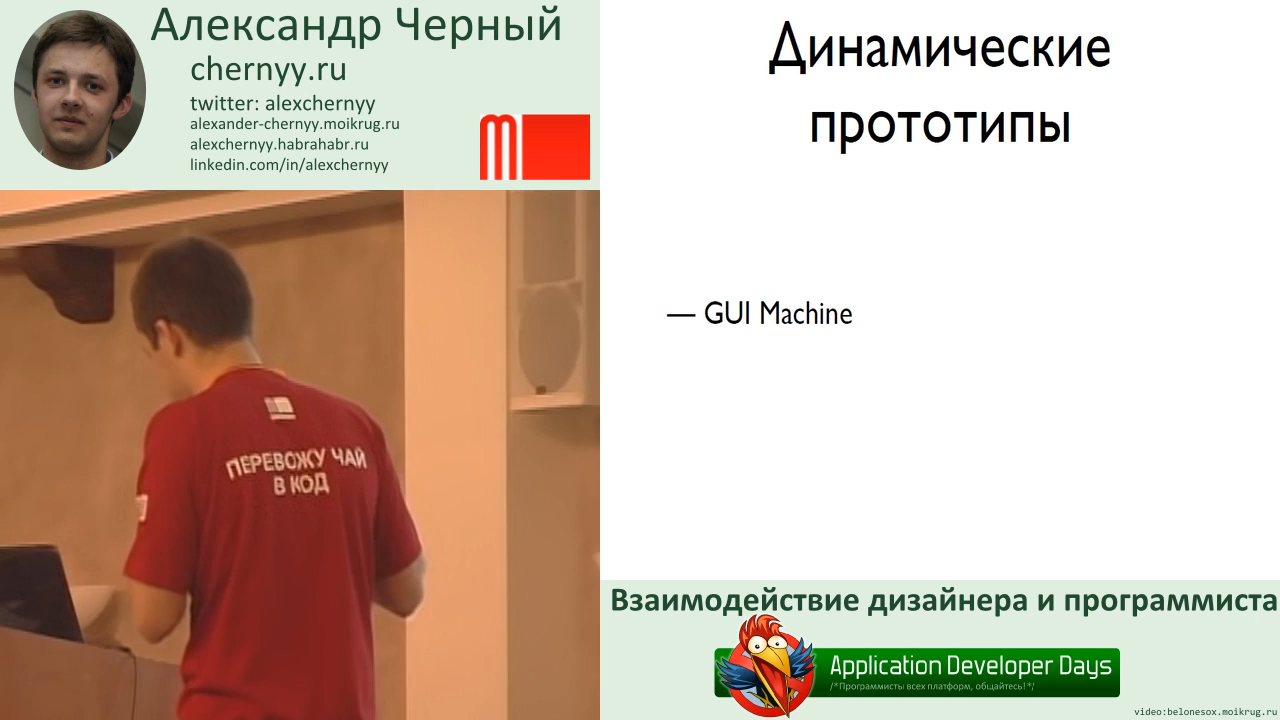 Александр Черный
chernyy.ru
twitter: alexchernyy
alexander-chernyy.moikrug.ru
alexchernyy.habrahabr.ru
linkedin.com/in/alexchernyy
ПЕРЕВОЖУ ЧАЙ
В КОД
Динамические
прототипы
— GUI Machine
Взаимодействие дизайнера и программиста
Application Developer Days
/*Программисты всех платформ, общайтесь!*/
video:belonesox.moikrug.ru